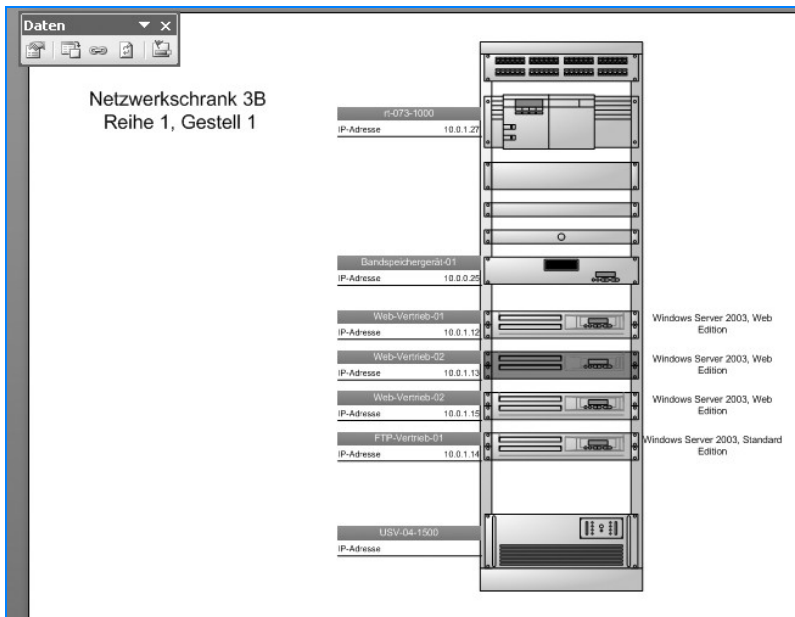 Daten
Netzwerkschrank 3B
Reihe 1, Gestell 1
rt-073-1000
IP-Adresse 10.0.1.27
Bandspeichergerät-01
IP-Adresse 10.0.0.25
Web-Vertrieb-01
IP-Adresse 10.0.1.12
Windows Server 2003, Web
Edition
Web-Vertrieb-02
IP-Adresse 10.0.1.13
Windows Server 2003, Web
Edition
Web-Vertrieb-02
IP-Adresse 10.0.1.15
Windows Server 2003, Web
Edition
FTP-Vertrieb-01
IP-Adresse 10.0.1.14
Windows Server 2003, Standard
Edition
USV-04-1500
IP-Adresse